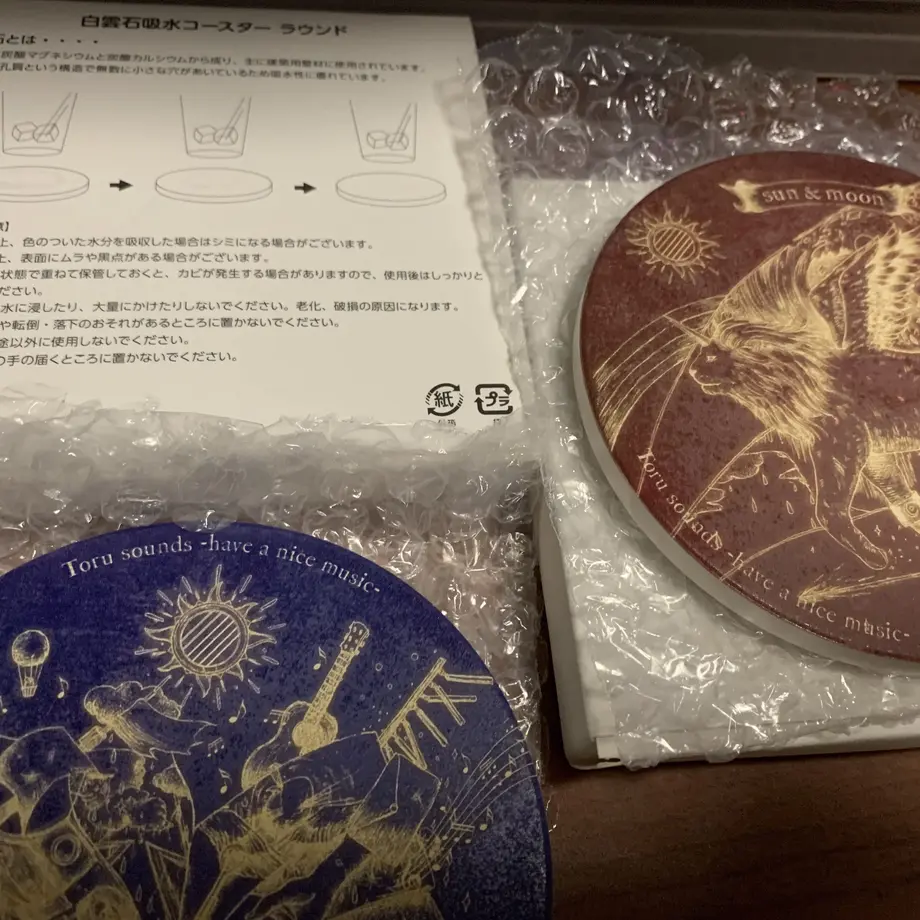 白雲石吸水コースター ラウンド
石とは・・・・
炭酸マグネシウムと炭酸カルシウムから成り、主に建築用壁材に使用されています。
孔質という構造で無数に小さな穴があいているため吸水性に優れています。
上、色のついた水分を吸収した場合はシミになる場合がございます。
上、表面にムラや黒点がある場合がございます。
状態で重ねて保管しておくと、カビが発生する場合がありますので、使用後はしっかりと
ださい。
水に浸したり、大量にかけたりしないでください。老化、破損の原因になります。
や転倒・落下のおそれがあるところに置かないでください。
途以外に使用しないでください。
の手の届くところに置かないでください。
紙 プラ
sun & moon
Toru sounds -have a nice music-
Toru sounds -have a nice music-